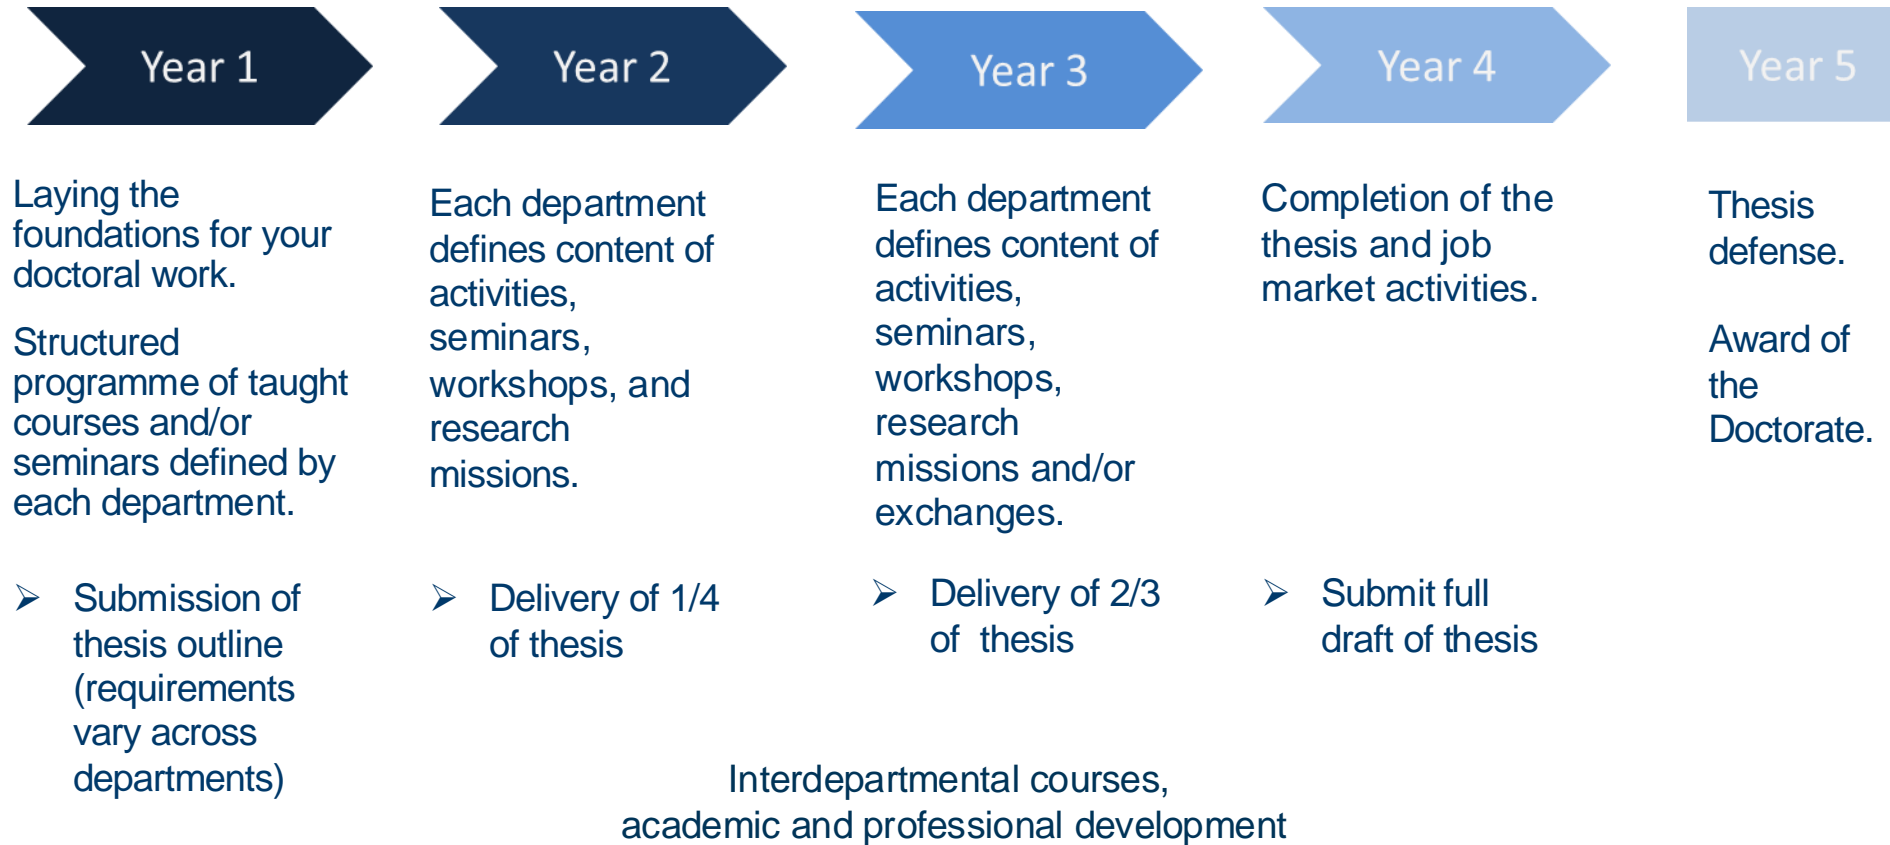 Year 1
Year 2
Year 3
Year 4
Year 5
Laying the
foundations for your
doctoral work.
Structured
programme of taught
courses and/or
seminars defined by
each department.
➢ Submission of
thesis outline
(requirements
vary across
departments)
Each department
defines content of
activities,
seminars,
workshops, and
research
missions.
➢ Delivery of 1/4
of thesis
Each department
defines content of
activities,
seminars,
workshops,
research
missions and/or
exchanges.
➢ Delivery of 2/3
of thesis
Completion of the
thesis and job
market activities.
➢ Submit full
draft of thesis
Thesis
defense.
Award of
the
Doctorate.
Interdepartmental courses,
academic and professional development